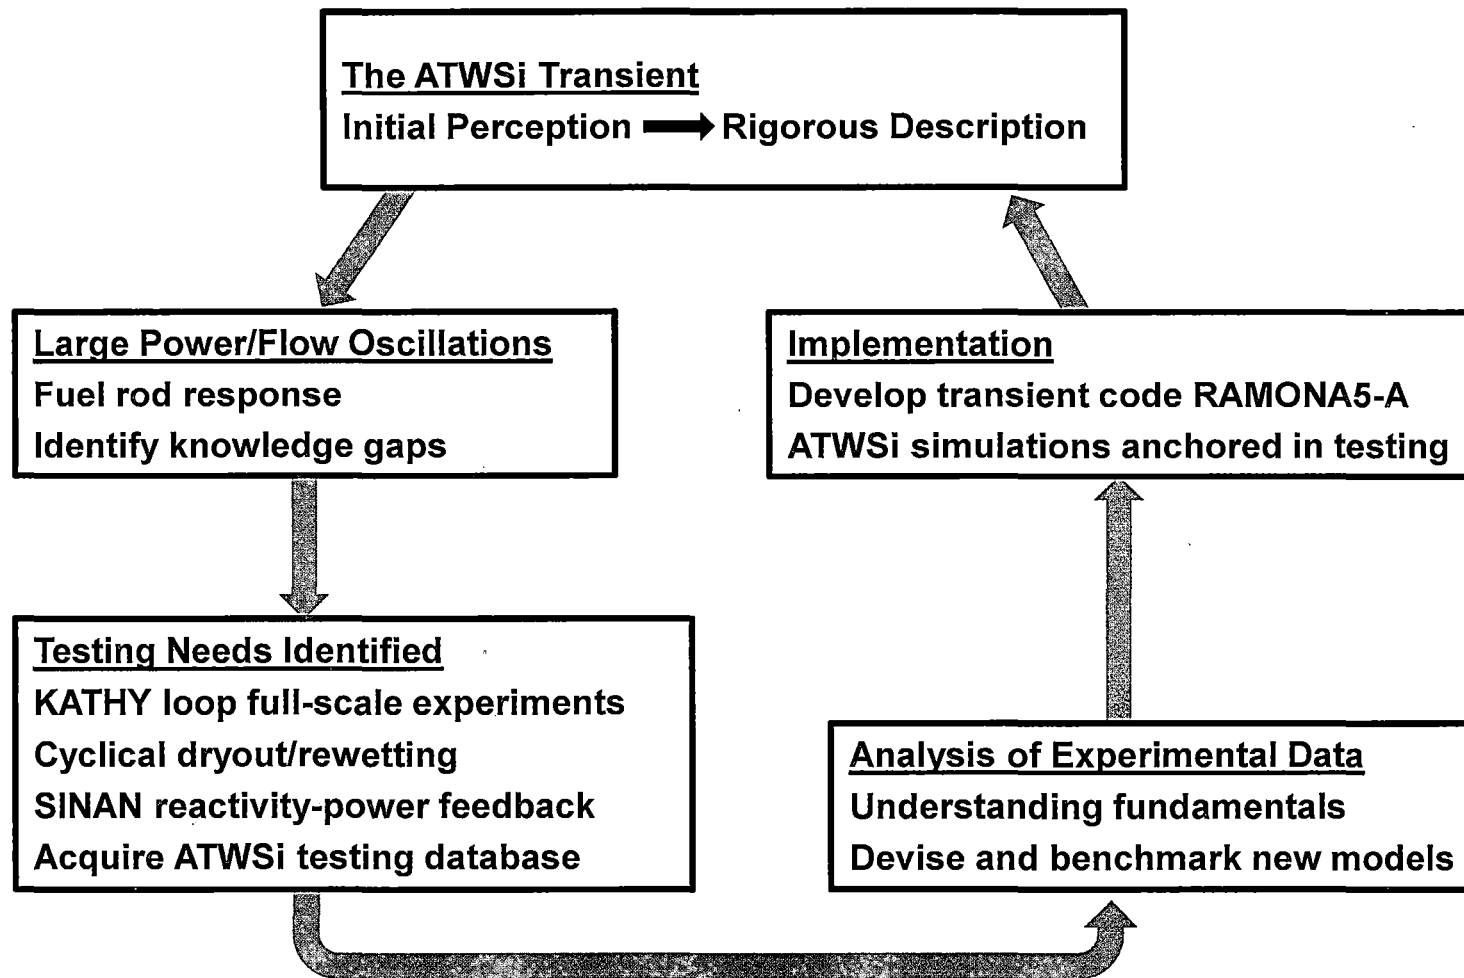 The ATWSi Transient
Initial Perception → Rigorous Description
Large Power/Flow Oscillations
Fuel rod response
Identify knowledge gaps
Testing Needs Identified
KATHY loop full-scale experiments
Cyclical dryout/rewetting
SINAN reactivity-power feedback
Acquire ATWSi testing database
Analysis of Experimental Data
Understanding fundamentals
Devise and benchmark new models
Implementation
Develop transient code RAMONA5-A
ATWSi simulations anchored in testing